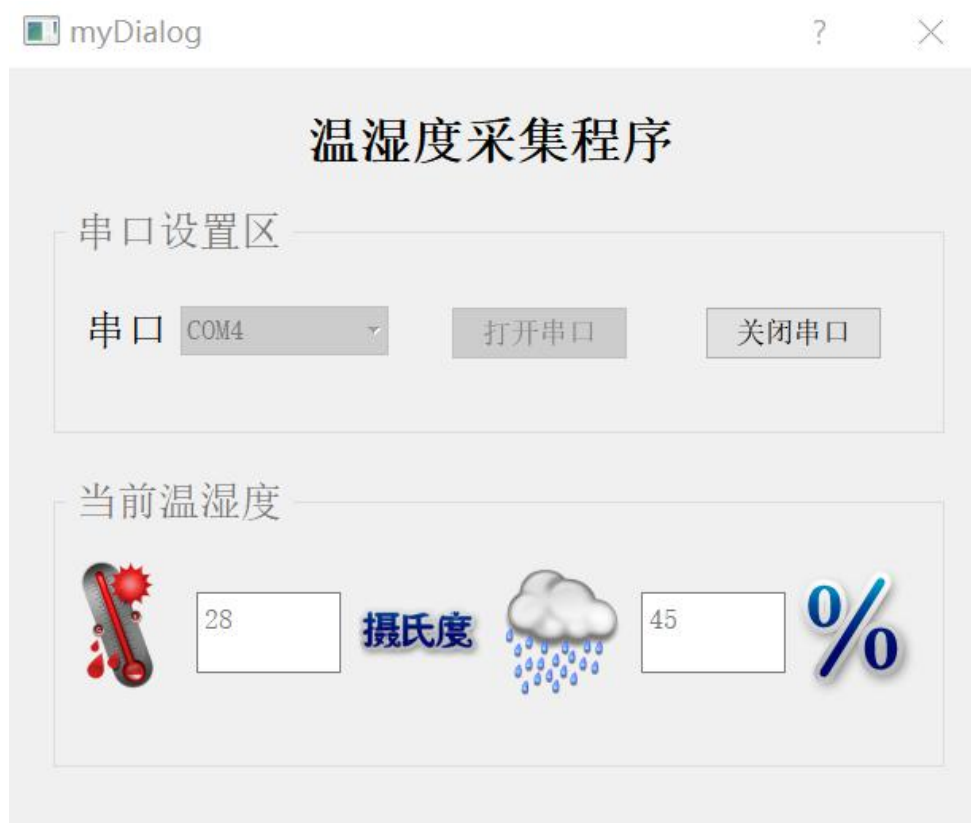 myDialog ? ×
温湿度采集程序
串口设置区
串口 COM4 打开串口 关闭串口
当前温湿度
28 摄氏度 45 %